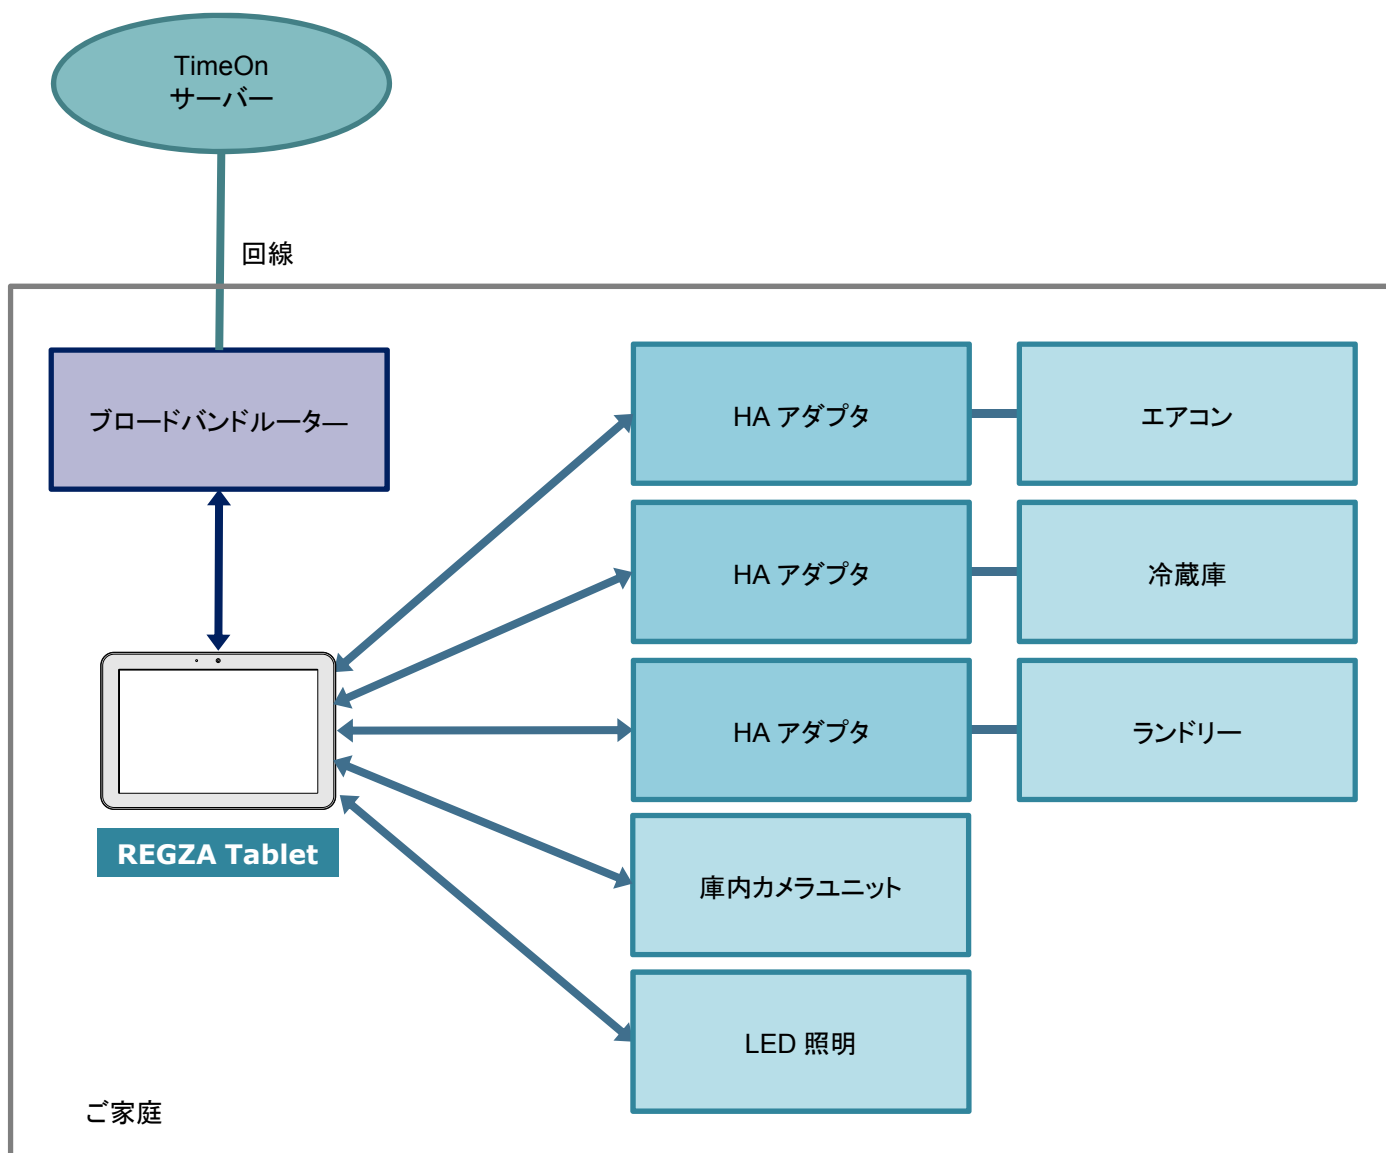 TimeOn
サーバー
回線
ブロードバンドルーター
HA アダプタ
エアコン
HA アダプタ
冷蔵庫
HA アダプタ
ランドリー
REGZA Tablet
庫内カメラユニット
LED 照明
ご家庭